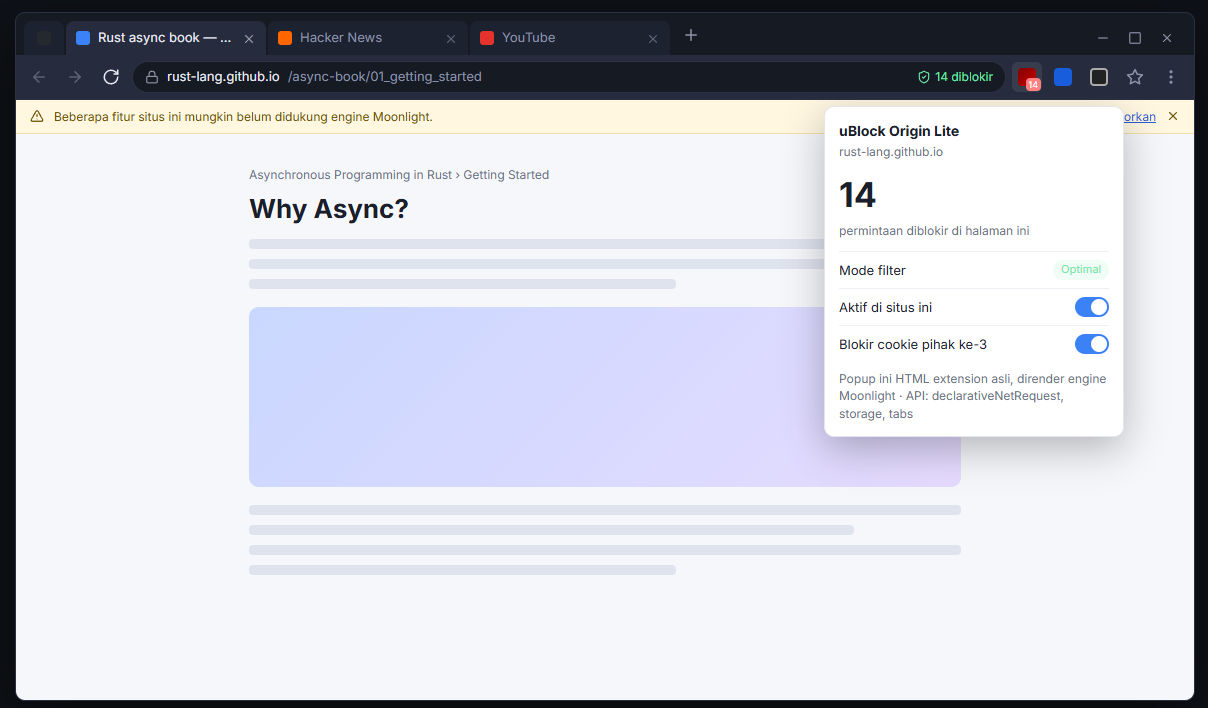 Rust async book — ...
Hacker News
YouTube
rust-lang.github.io/async-book/01_getting_started
14 diblokir
14
Beberapa fitur situs ini mungkin belum didukung engine Moonlight.
orkan
Asynchronous Programming in Rust › Getting Started
Why Async?
uBlock Origin Lite
rust-lang.github.io
14
permintaan diblokir di halaman ini
Mode filter
Optimal
Aktif di situs ini
Blokir cookie pihak ke-3
Popup ini HTML extension asli, dirender engine
Moonlight · API: declarativeNetRequest,
storage, tabs